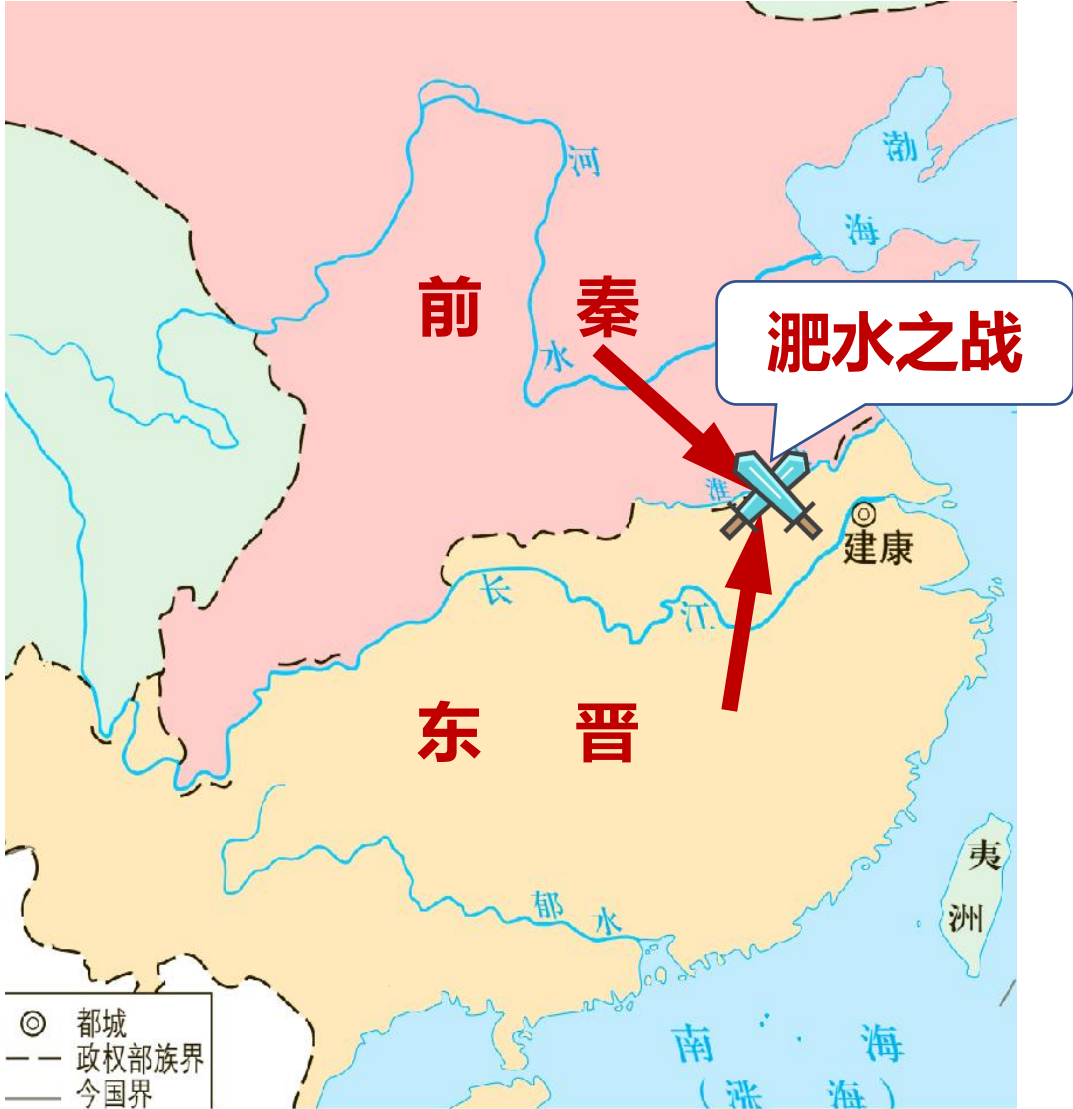 河
渤
海
前 秦
水
淝水之战
淮
建康
长
江
东 晋
夷
洲
郁 水
都城
政权部族界
今国界
南 海
(涨 海)